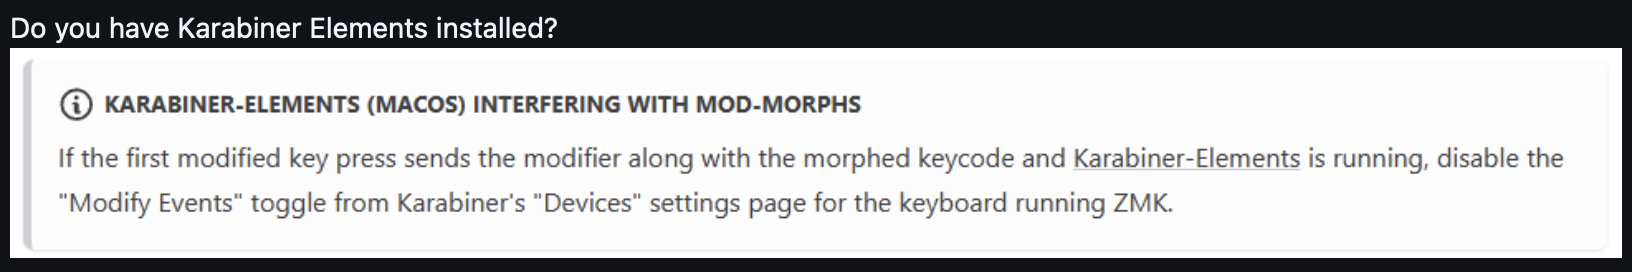 Do you have Karabiner Elements installed?
KARABINER-ELEMENTS (MACOS) INTERFERING WITH MOD-MORPHS
If the first modified key press sends the modifier along with the morphed keycode and Karabiner-Elements is running, disable the
"Modify Events" toggle from Karabiner's "Devices" settings page for the keyboard running ZMK.